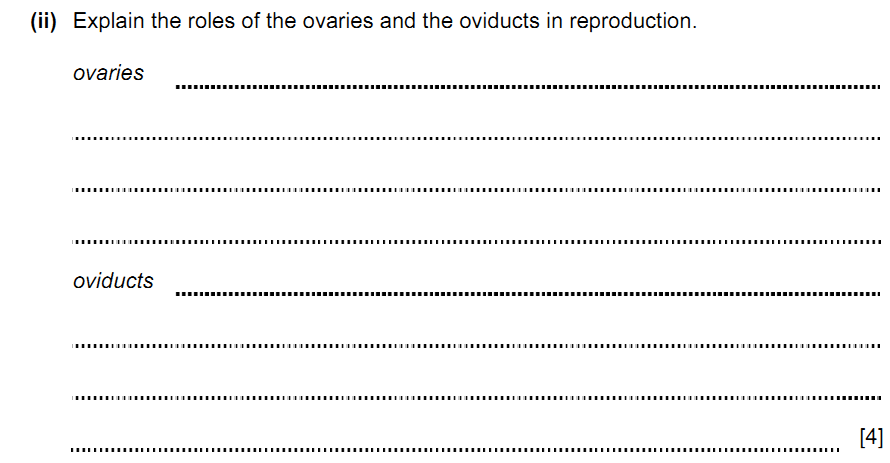 (ii) Explain the roles of the ovaries and the oviducts in reproduction.
ovaries
oviducts
[4]